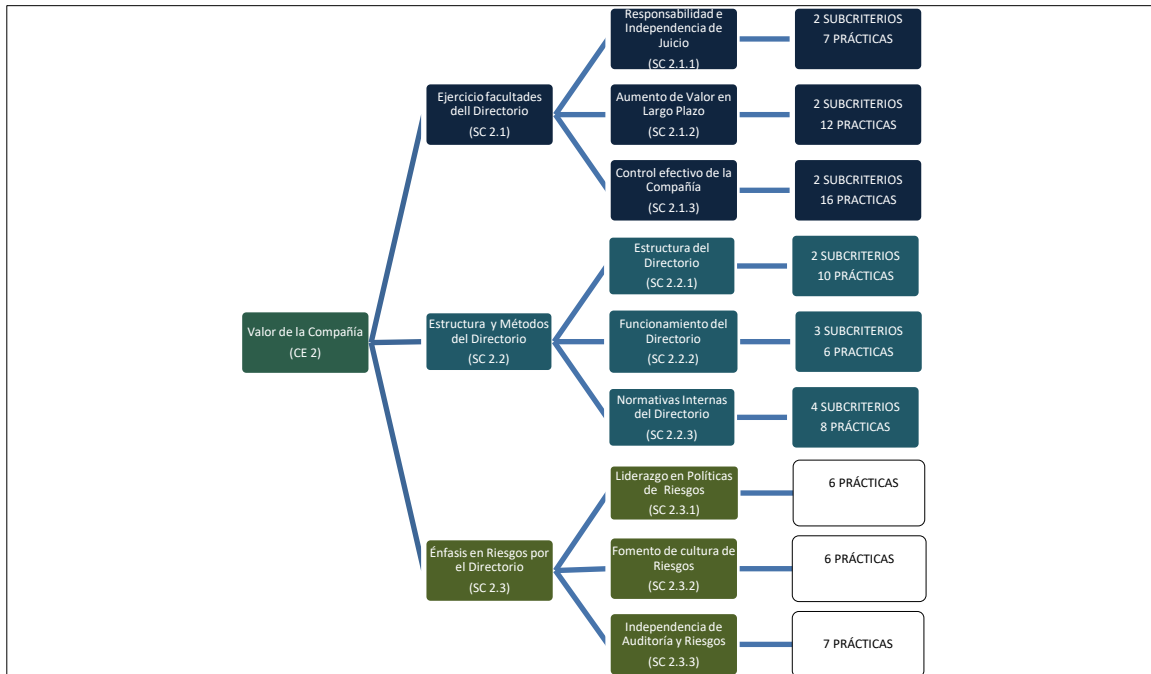 Responsabilidad e
Independencia de
Juicio
(SC 2.1.1)
2 SUBCRITERIOS
7 PRÁCTICAS
Ejercicio facultades
dell Directorio
(SC 2.1)
Aumento de Valor en
Largo Plazo
(SC 2.1.2)
2 SUBCRITERIOS
12 PRACTICAS
Control efectivo de la
Compañía
(SC 2.1.3)
2 SUBCRITERIOS
16 PRACTICAS
Estructura del
Directorio
(SC 2.2.1)
2 SUBCRITERIOS
10 PRÁCTICAS
Valor de la Compañía
(CE 2)
Estructura y Métodos
del Directorio
(SC 2.2)
Funcionamiento del
Directorio
(SC 2.2.2)
3 SUBCRITERIOS
6 PRACTICAS
Normativas Internas
del Directorio
(SC 2.2.3)
4 SUBCRITERIOS
8 PRÁCTICAS
Liderazgo en Políticas
de Riesgos
(SC 2.3.1)
6 PRÁCTICAS
Énfasis en Riesgos por
el Directorio
(SC 2.3)
Fomento de cultura de
Riesgos
(SC 2.3.2)
6 PRÁCTICAS
Independencia de
Auditoría y Riesgos
(SC 2.3.3)
7 PRÁCTICAS